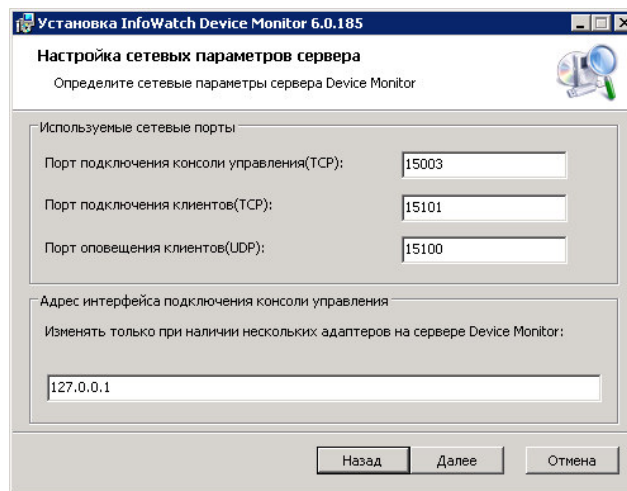 Установка InfoWatch Device Monitor 6.0.185
Настройка сетевых параметров сервера
Определите сетевые параметры сервера Device Monitor
Используемые сетевые порты
Порт подключения консоли управления(TCP): 15003
Порт подключения клиентов(TCP): 15101
Порт оповещения клиентов(UDP): 15100
Адрес интерфейса подключения консоли управления
Изменять только при наличии нескольких адаптеров на сервере Device Monitor:
127.0.0.1
Назад Далее Отмена